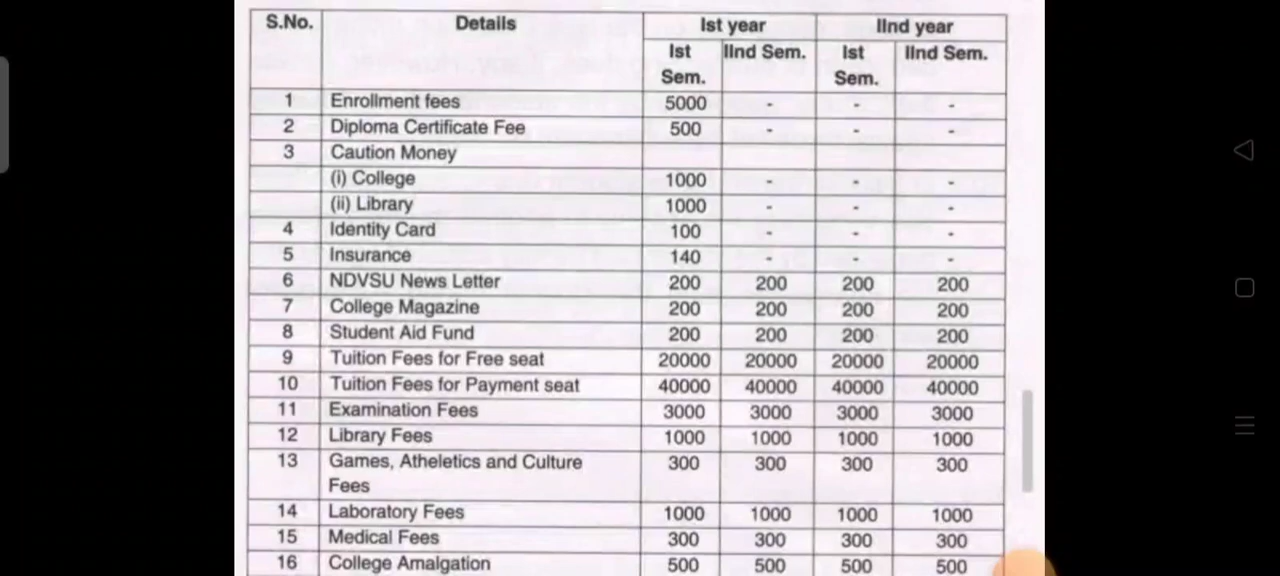 S.No. Details Ist year IInd year
Ist IInd Sem. Ist IInd Sem.
Sem. Sem.
1 Enrollment fees 5000 - -
2 Diploma Certificate Fee 500 - -
3 Caution Money
(i) College 1000 - - -
(ii) Library 1000 - - -
4 Identity Card 100 - - -
5 Insurance 140 - - -
6 NDVSU News Letter 200 200 200 200
7 College Magazine 200 200 200 200
8 Student Aid Fund 200 200 200 200
9 Tuition Fees for Free seat 20000 20000 20000 20000
10 Tuition Fees for Payment seat 40000 40000 40000 40000
11 Examination Fees 3000 3000 3000 3000
12 Library Fees 1000 1000 1000 1000
13 Games, Atheletics and Culture 300 300 300 300
Fees
14 Laboratory Fees 1000 1000 1000 1000
15 Medical Fees 300 300 300 300
16 College Amalgation 500 500 500 500